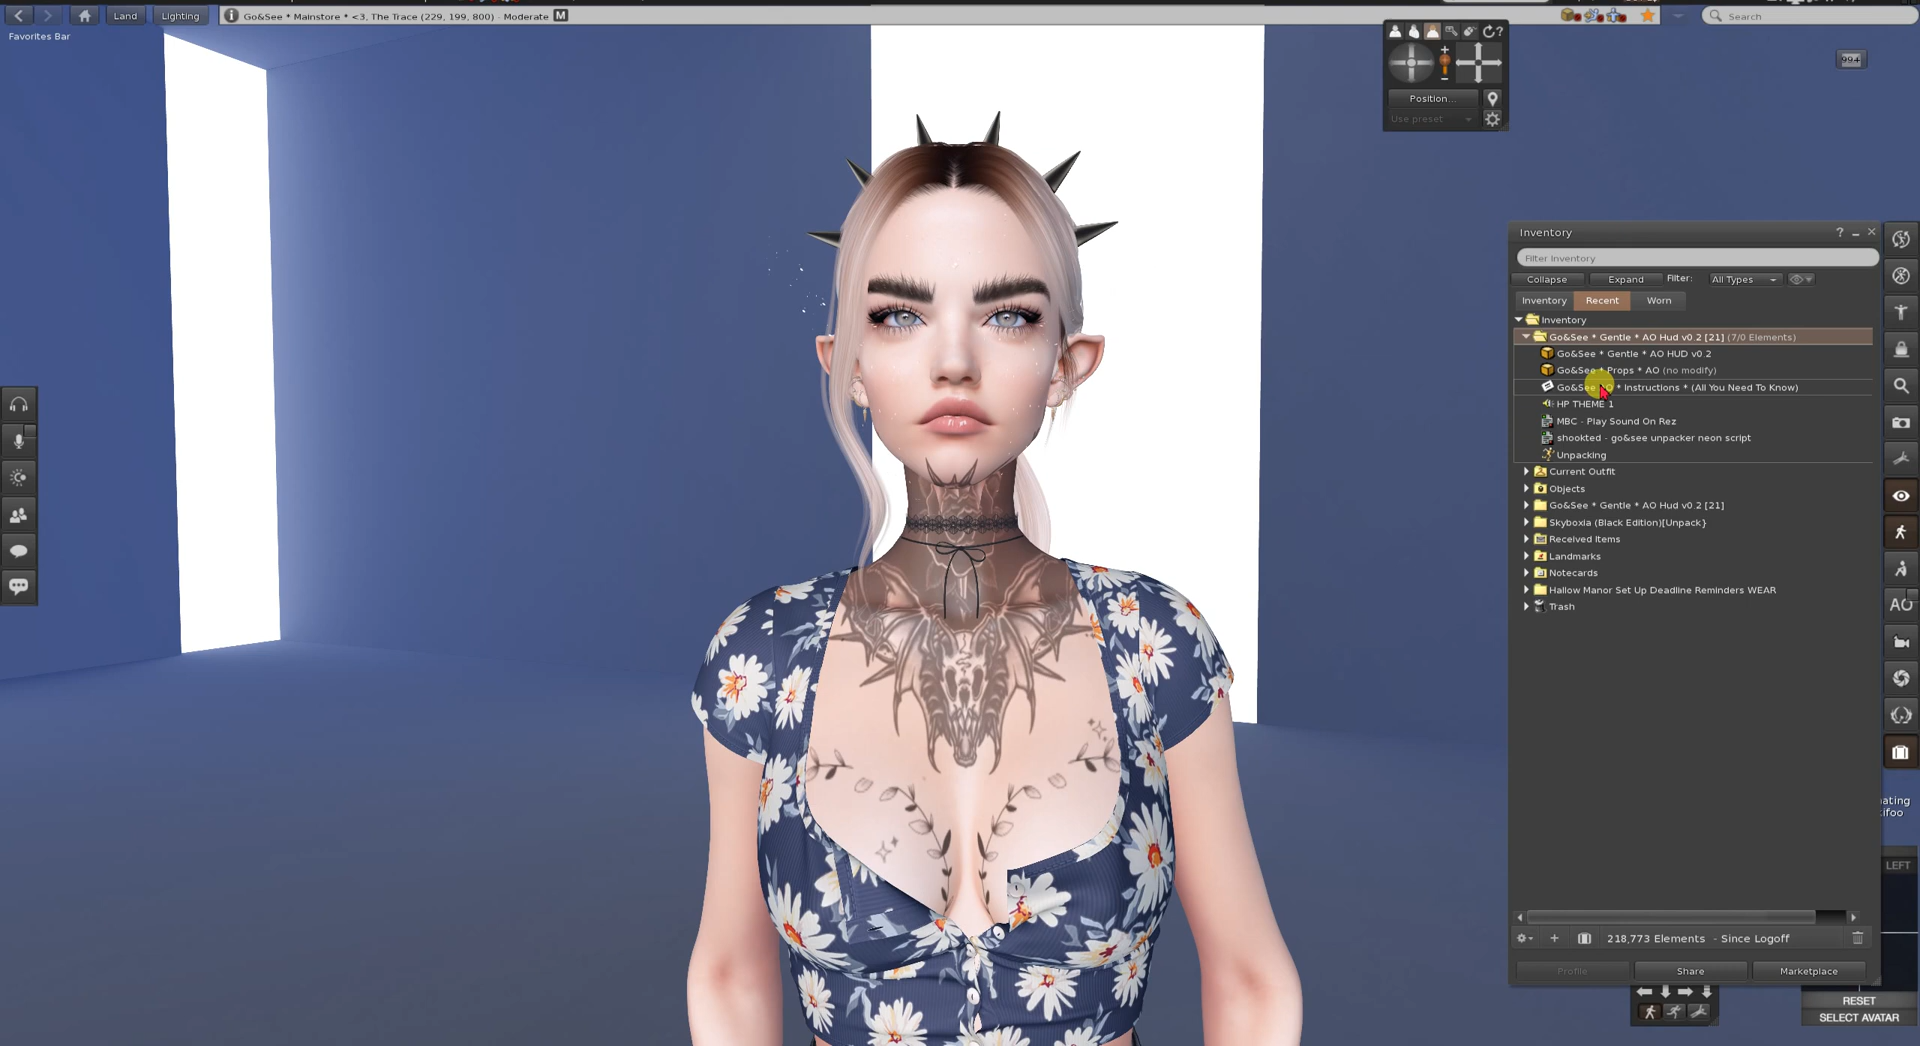 Land
Lighting
Go&See * Mainstore * <3, The Trace (229, 199, 800) - Moderate
M
Search
Favorites Bar
994
Position...
Use preset
Inventory
Filter Inventory
Collapse
Expand
Filter:
All Types
Inventory
Recent
Worn
Inventory
Go&See * Gentle * AO Hud v0.2 [21] (7/0 Elements)
Go&See * Gentle * AO HUD v0.2
Go&See * Props * AO (no modify)
Go&See * Instructions * (All You Need To Know)
HP THEME 1
MBC - Play Sound On Rez
shookted - go&see unpacker neon script
Unpacking
Current Outfit
Objects
Go&See * Gentle * AO Hud v0.2 [21]
Skyboxia (Black Edition)[Unpack}
Received Items
Landmarks
Notecards
Hallow Manor Set Up Deadline Reminders WEAR
Trash
AO
LEFT
218,773 Elements - Since Logoff
Profile
Share
Marketplace
RESET
SELECT AVATAR